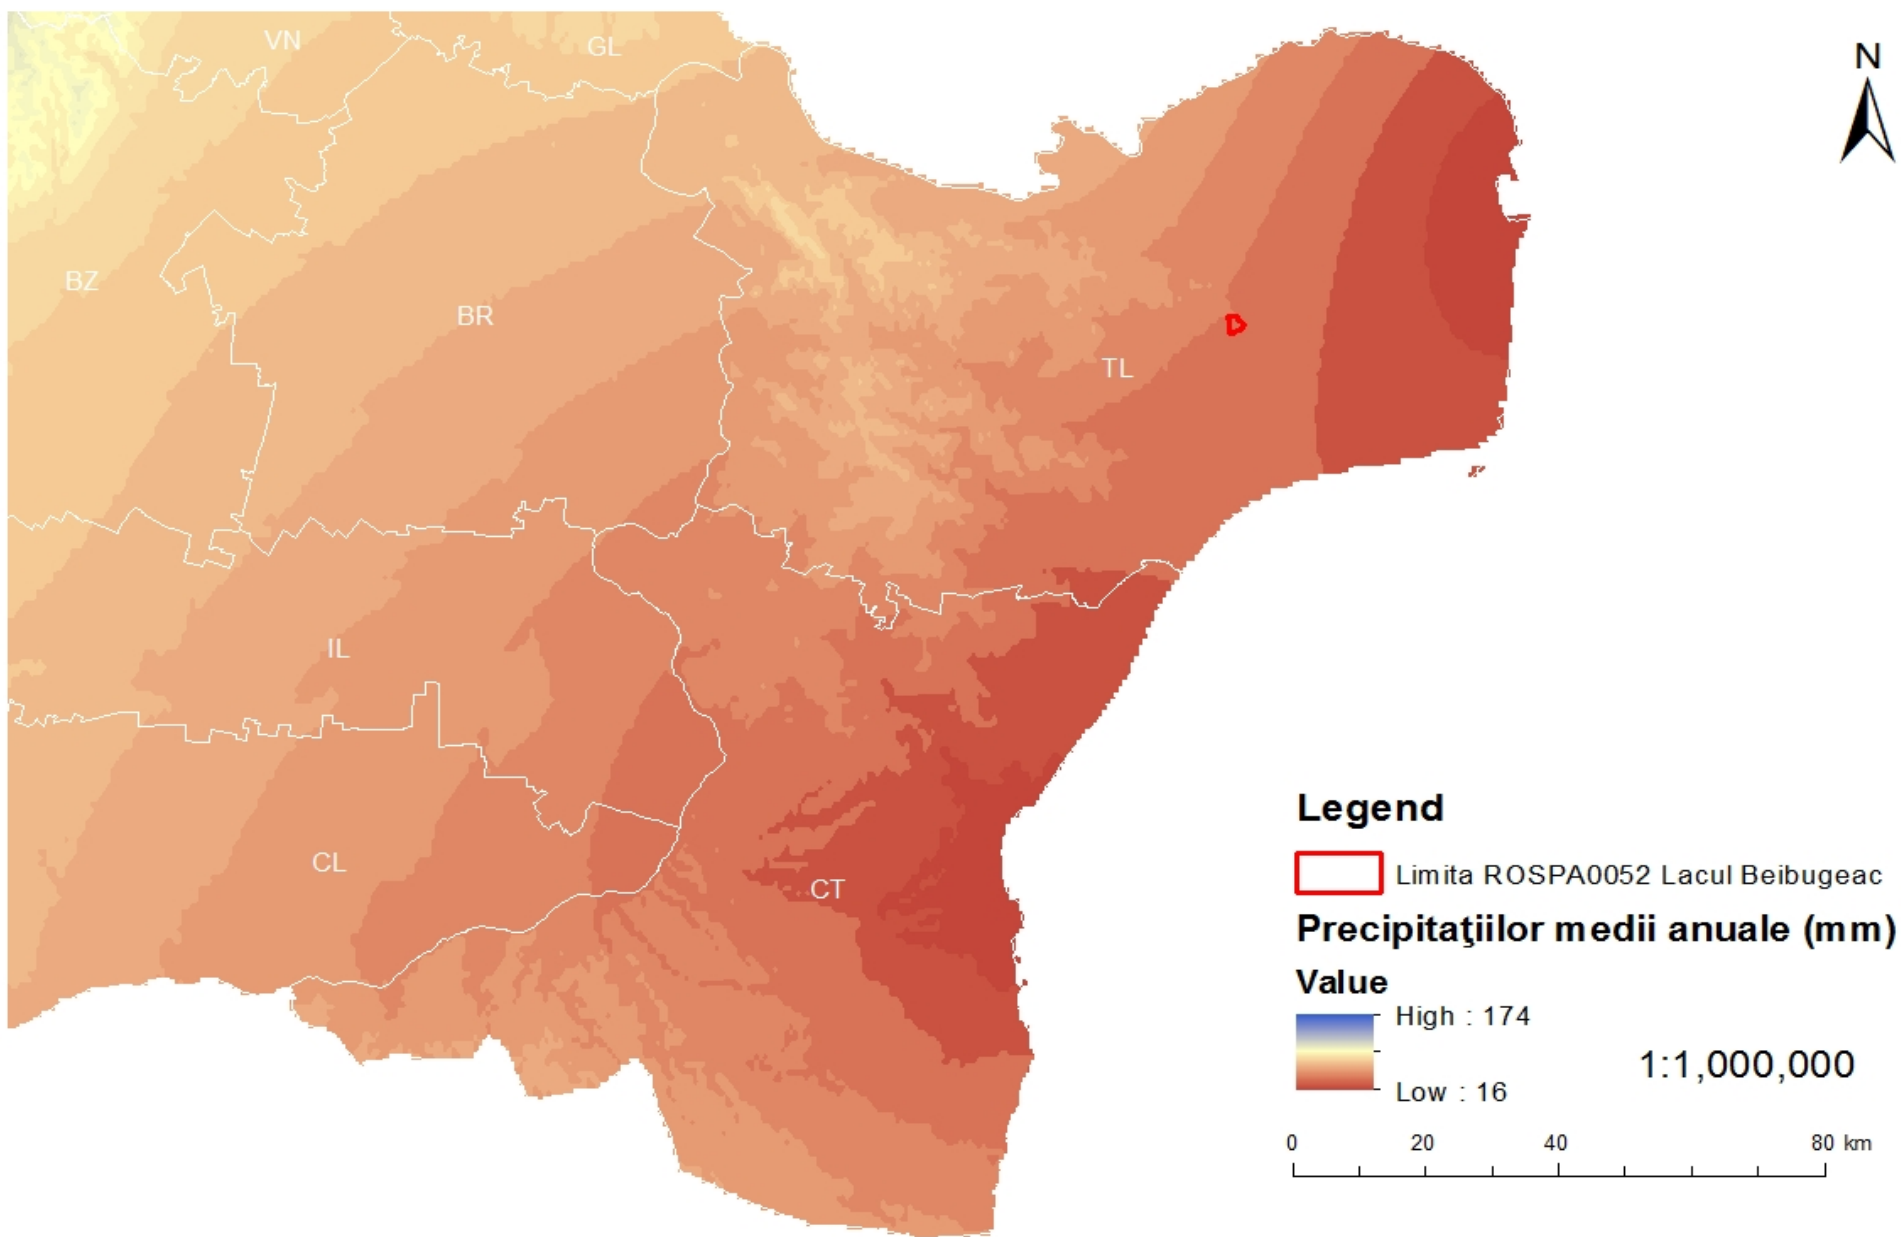 VN
GL
N
BZ
BR
TL
IL
CL
CT
Legend
Limita ROSPA0052 Lacul Beibugeac
Precipitaţiilor medii anuale (mm)
Value
High : 174
Low : 16
1:1,000,000
0 20 40 80 km